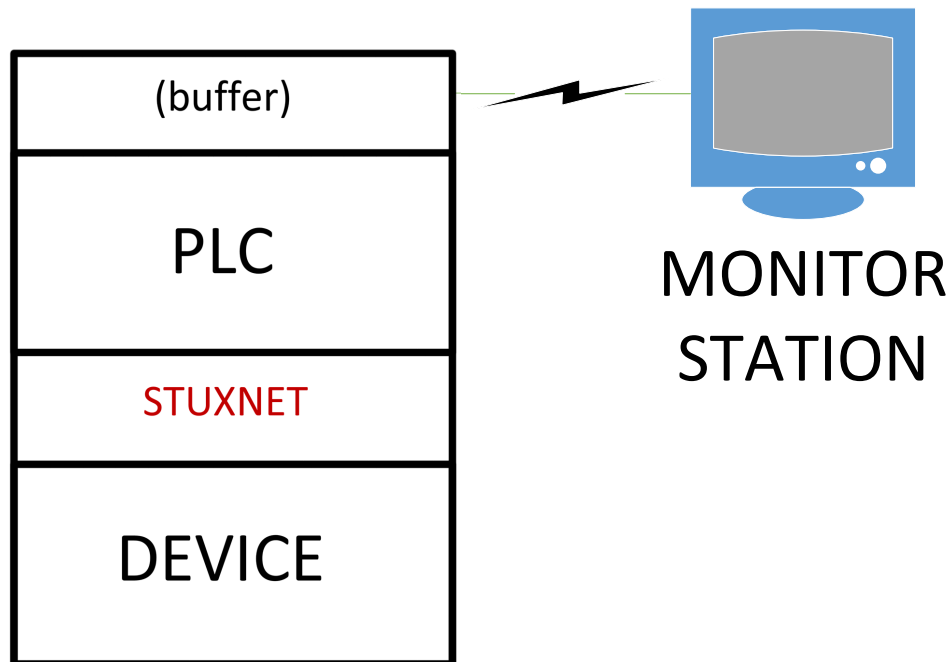 (buffer)
PLC
STUXNET
DEVICE
MONITOR
STATION